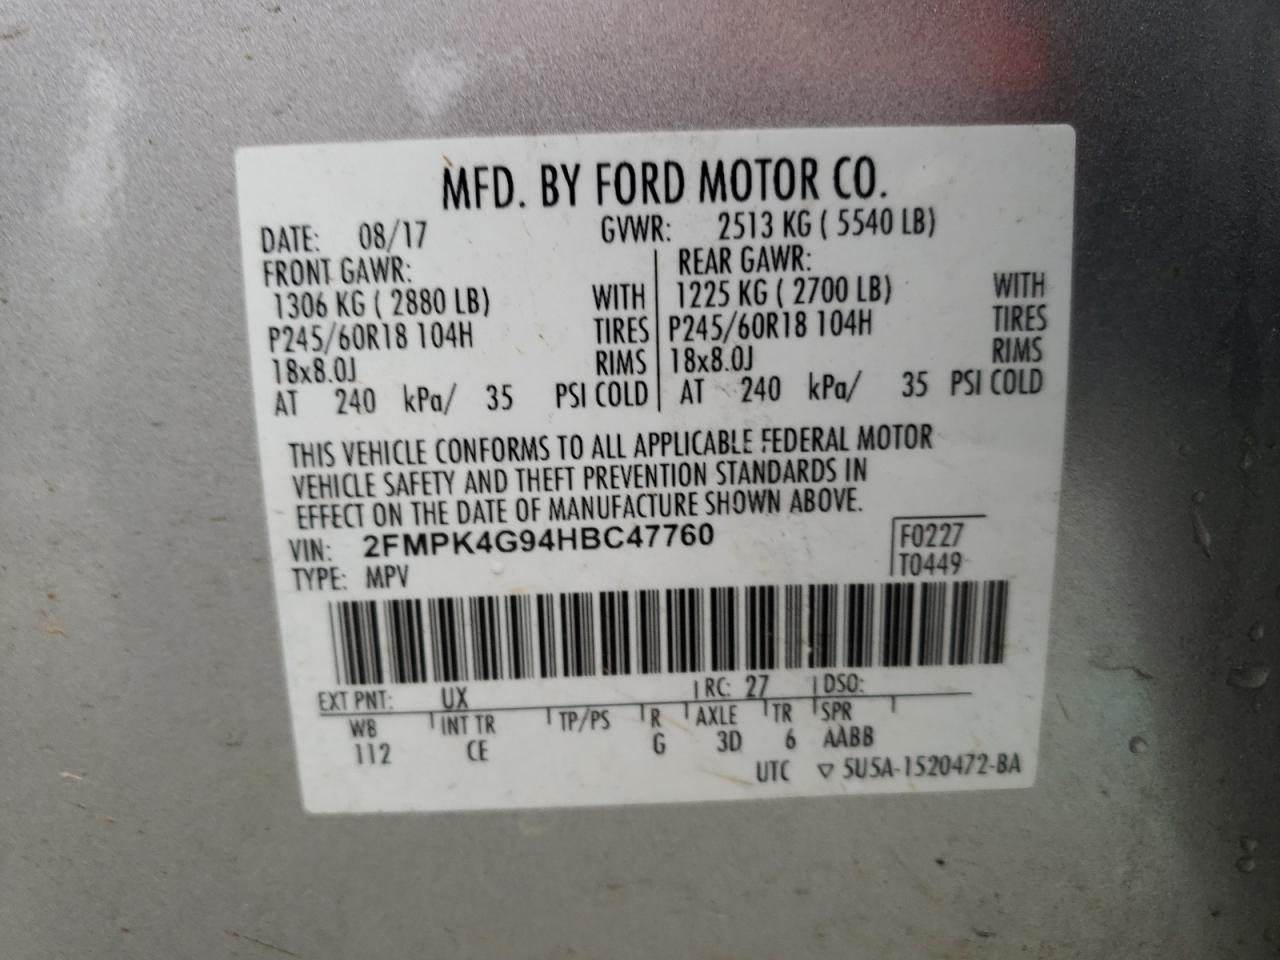 MFD. BY FORD MOTOR CO.
DATE: 08/17 GVWR: 2513 KG ( 5540 LB)
FRONT GAWR: REAR GAWR:
1306 KG ( 2880 LB) WITH 1225 KG ( 2700 LB) WITH
P245/60R18 104H TIRES P245/60R18 104H TIRES
18x8.0J RIMS 18x8.0J RIMS
AT 240 kPa/ 35 PSI COLD AT 240 kPa/ 35 PSI COLD
THIS VEHICLE CONFORMS TO ALL APPLICABLE FEDERAL MOTOR
VEHICLE SAFETY AND THEFT PREVENTION STANDARDS IN
EFFECT ON THE DATE OF MANUFACTURE SHOWN ABOVE.
VIN: 2FMPK4G94HBC47760 F0227
TYPE: MPV T0449
EXT PNT: UX RC: 27 DSO:
WB INT TR TP/PS R AXLE TR SPR
112 CE G 3D 6 AABB
UTC ▽ 5U5A-1520472-BA